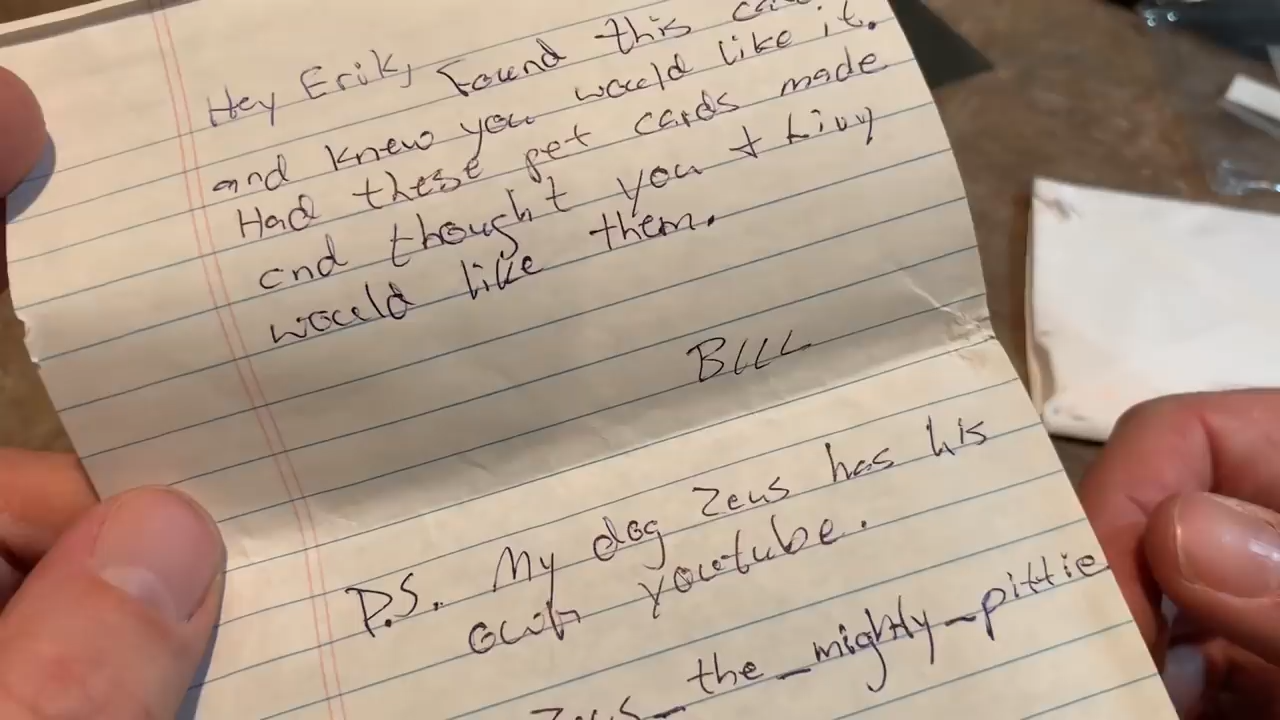 Hey Erik, Found this
and knew you would like it.
Had these pet cards made
and thought you + Livy
would like them.
Bill
P.S. My dog Zeus has his
own youtube.
Zeus_the_mighty_pittie